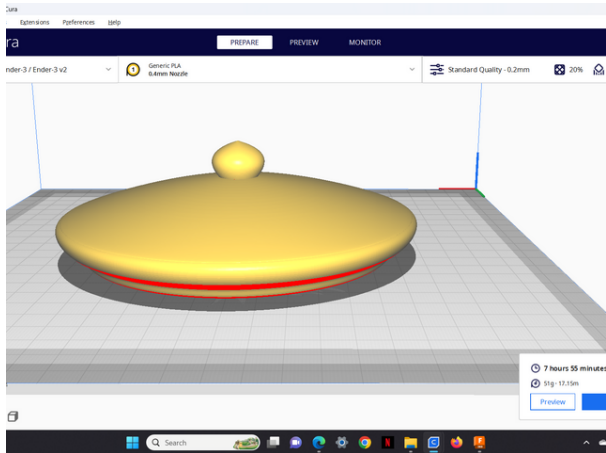 Cura
Extensions Preferences Help
ra PREPARE PREVIEW MONITOR
nder-3 / Ender-3 v2
1
Generic PLA
0.4mm Nozzle
Standard Quality - 0.2mm
20%
7 hours 55 minutes
51g · 17.15m
Preview
Search